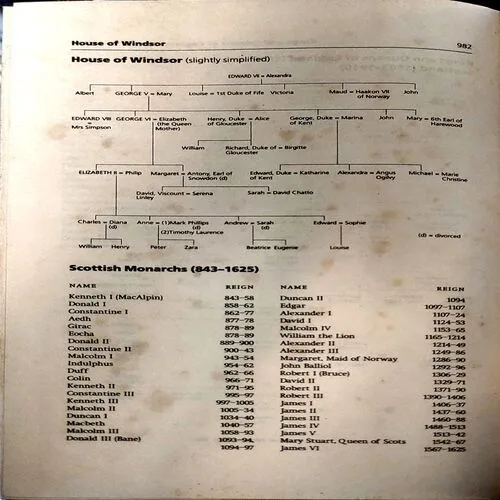 House of Windsor 982
House of Windsor (slightly simplified)
EDWARD VII = Alexandra
Albert GEORGE V = Mary Louise = 1st Duke of Fife Victoria Maud = Haakon VII of Norway John
EDWARD VIII = Mrs Simpson GEORGE VI = Elizabeth (the Queen Mother) Henry, Duke = Alice of Gloucester George, Duke = Marina of Kent John Mary = 6th Earl of Harewood
William Richard, Duke of = Birgitte Gloucester
ELIZABETH II = Philip Margaret = Antony, Earl of Snowdon (d) Edward, Duke = Katharine of Kent Alexandra = Angus Ogilvy Michael = Marie Christine
David, Viscount = Serena Linley Sarah = David Chatto
Charles = Diana (d) Anne = (1)Mark Phillips (d) (2)Timothy Laurence Andrew = Sarah (d) Edward = Sophie
(d) = divorced
William Henry Peter Zara Beatrice Eugenie Louise
Scottish Monarchs (843–1625)
NAME REIGN NAME REIGN
Kenneth I (MacAlpin) 843–58 Duncan II 1094
Donald I 858–62 Edgar 1097–1107
Constantine I 862–77 Alexander I 1107–24
Aedh 877–78 David I 1124–53
Girac 878–89 Malcolm IV 1153–65
Eocha 878–89 William the Lion 1165–1214
Donald II 889–900 Alexander II 1214–49
Constantine II 900–43 Alexander III 1249–86
Malcolm I 943–54 Margaret, Maid of Norway 1286–90
Indulphus 954–62 John Balliol 1292–96
Duff 962–66 Robert I (Bruce) 1306–29
Colin 966–71 David II 1329–71
Kenneth II 971–95 Robert II 1371–90
Constantine III 995–97 Robert III 1390–1406
Kenneth III 997–1005 James I 1406–37
Malcolm II 1005–34 James II 1437–60
Duncan I 1034–40 James III 1460–88
Macbeth 1040–57 James IV 1488–1513
Malcolm III 1058–93 James V 1513–42
Donald III (Bane) 1093–94, Mary Stuart, Queen of Scots 1542–67
1094–97 James VI 1567–1625